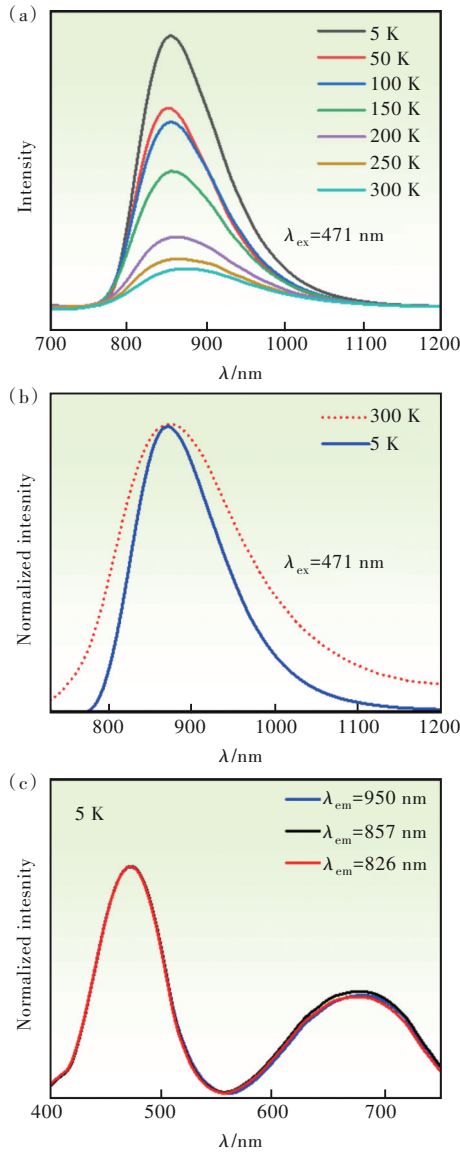 (a)
5 K
50 K
100 K
150 K
200 K
250 K
300 K
Intensity
λex=471 nm
700 800 900 1000 1100 1200
λ/nm
(b)
300 K
5 K
Normalized intesnity
λex=471 nm
800 900 1000 1100 1200
λ/nm
(c)
5 K
λem=950 nm
λem=857 nm
λem=826 nm
Normalized intesnity
400 500 600 700
λ/nm